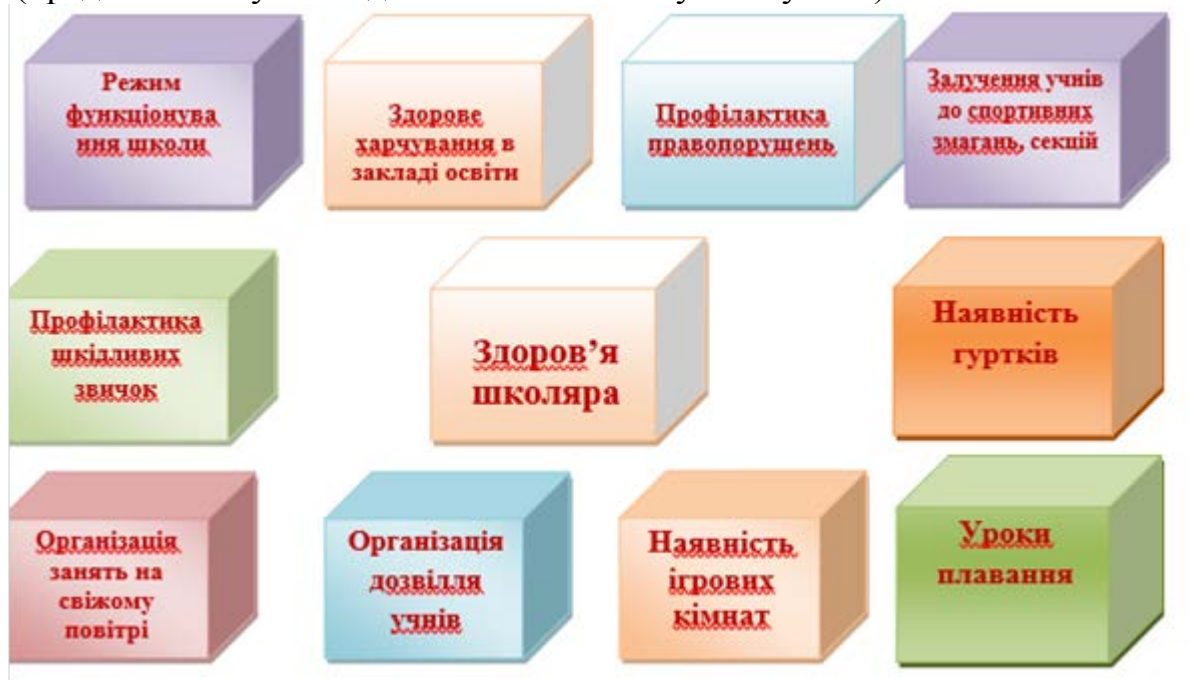 Режим
функціонува
ння школи
Здорове
харчування в
закладі освіти
Профілактика
правопорушень
Залучення учнів
до спортивних
змагань, секцій
Профілактика
шкідливих
звичок
Здоров’я
школяра
Наявність
гуртків
Організація
занять на
свіжому
повітрі
Організація
дозвілля
учнів
Наявність
ігрових
кімнат
Уроки
плавання